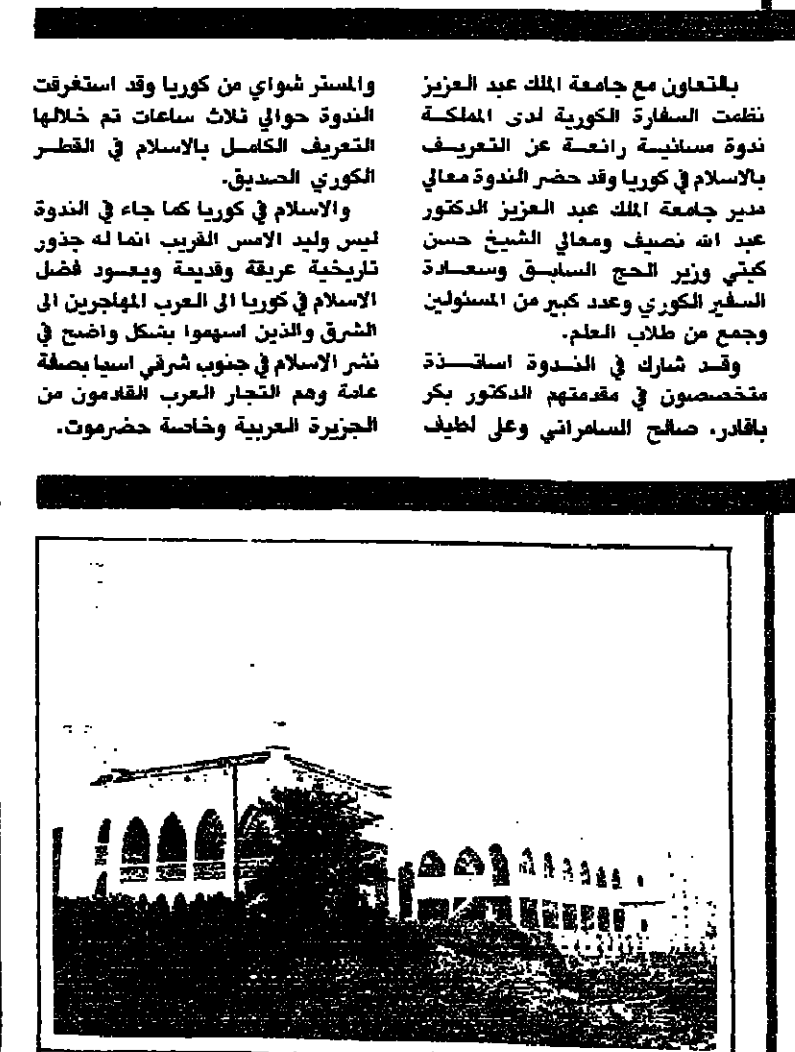 بالتعاون مع جامعة الملك عبد العزيز
نظمت السفارة الكورية لدى المملكة
ندوة مسائية رائعة عن التعريف
بالاسلام في كوريا وقد حضر الندوة معالي
مدير جامعة الملك عبد العزيز الدكتور
عبد الله نصيف ومعالي الشيخ حسن
كتبي وزير الحج السابق وسعادة
السفير الكوري وعدد كبير من المسئولين
وجمع من طلاب العلم.
وقد شارك في الندوة اساتذة
متخصصون في مقدمتهم الدكتور بكر
باقادر، صالح السامرائي وعلى لطيف
والمستر شواي من كوريا وقد استغرقت
الندوة حوالي ثلاث ساعات تم خلالها
التعريف الكامل بالاسلام في القطر
الكوري الصديق.
والاسلام في كوريا كما جاء في الندوة
ليس وليد الامس القريب انما له جذور
تاريخية عريقة وقديمة ويعود فضل
الاسلام في كوريا الى العرب المهاجرين الى
الشرق والذين اسهموا بشكل واضح في
نشر الاسلام في جنوب شرقي اسيا بصفة
عامة وهم التجار العرب القادمون من
الجزيرة العربية وخاصة حضرموت.